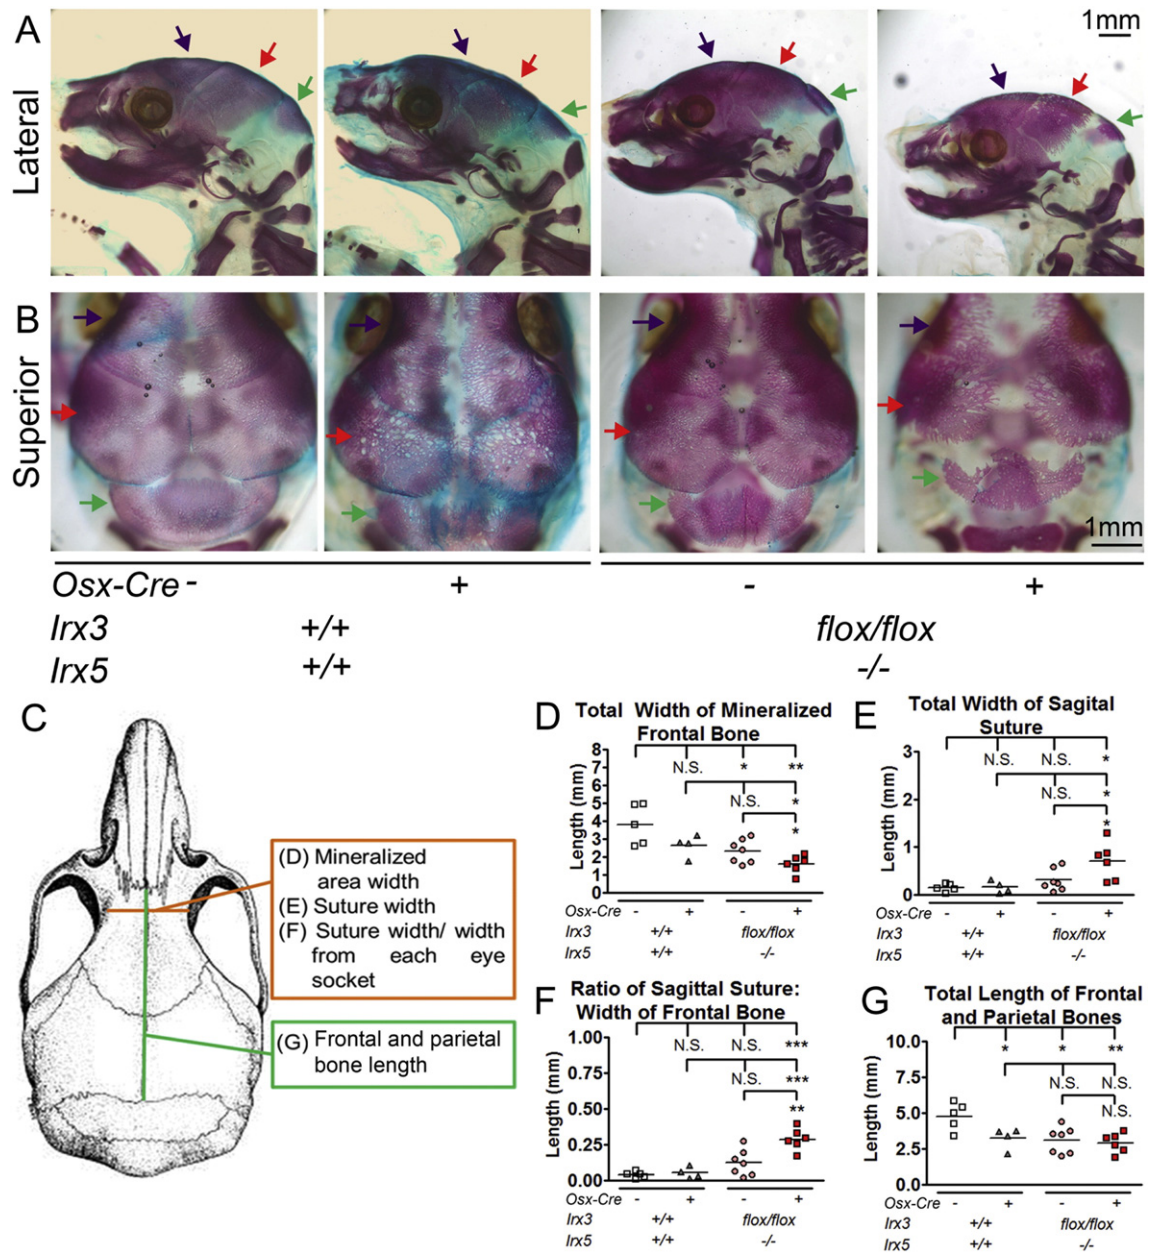 A
Lateral
1mm
B
Superior
1mm
Osx-Cre - + - +
Irx3 +/+ flox/flox
Irx5 +/+ -/-
C
(D) Mineralized
area width
(E) Suture width
(F) Suture width/ width
from each eye
socket
(G) Frontal and parietal
bone length
D
Total Width of Mineralized
Frontal Bone
Length (mm)
8
7
6
5
4
3
2
1
0
N.S. * **
N.S. *
*
Osx-Cre - + - +
Irx3 +/+ flox/flox
Irx5 +/+ -/-
E
Total Width of Sagital
Suture
Length (mm)
3
2
1
0
N.S. N.S. *
N.S. *
*
Osx-Cre - + - +
Irx3 +/+ flox/flox
Irx5 +/+ -/-
F
Ratio of Sagittal Suture:
Width of Frontal Bone
Length (mm)
1.00
0.75
0.50
0.25
0.00
N.S. N.S. ***
N.S. ***
**
Osx-Cre - + - +
Irx3 +/+ flox/flox
Irx5 +/+ -/-
G
Total Length of Frontal
and Parietal Bones
Length (mm)
10.0
7.5
5.0
2.5
0.0
* * **
N.S. N.S.
N.S.
Osx-Cre - + - +
Irx3 +/+ flox/flox
Irx5 +/+ -/-